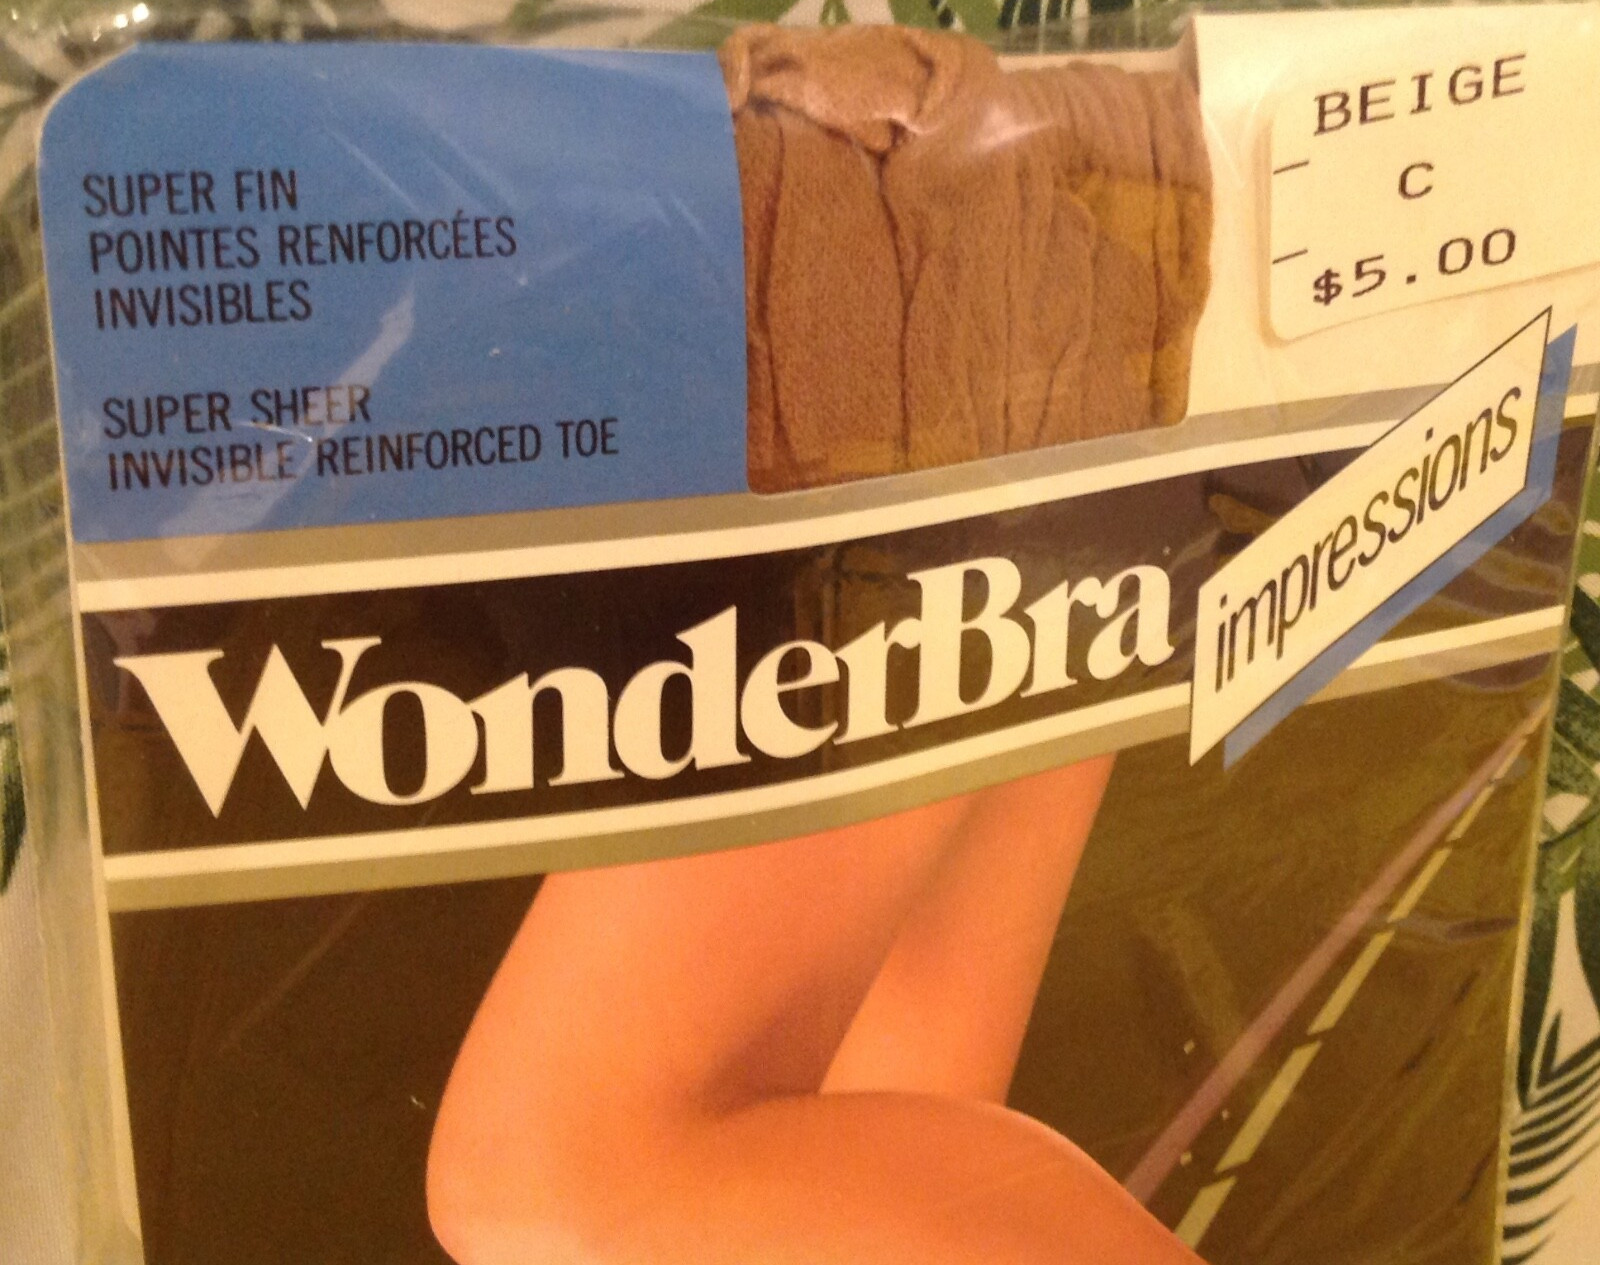 SUPER FIN
POINTES RENFORCÉES
INVISIBLES
SUPER SHEER
INVISIBLE REINFORCED TOE
BEIGE
C
$5.00
WonderBra
impressions